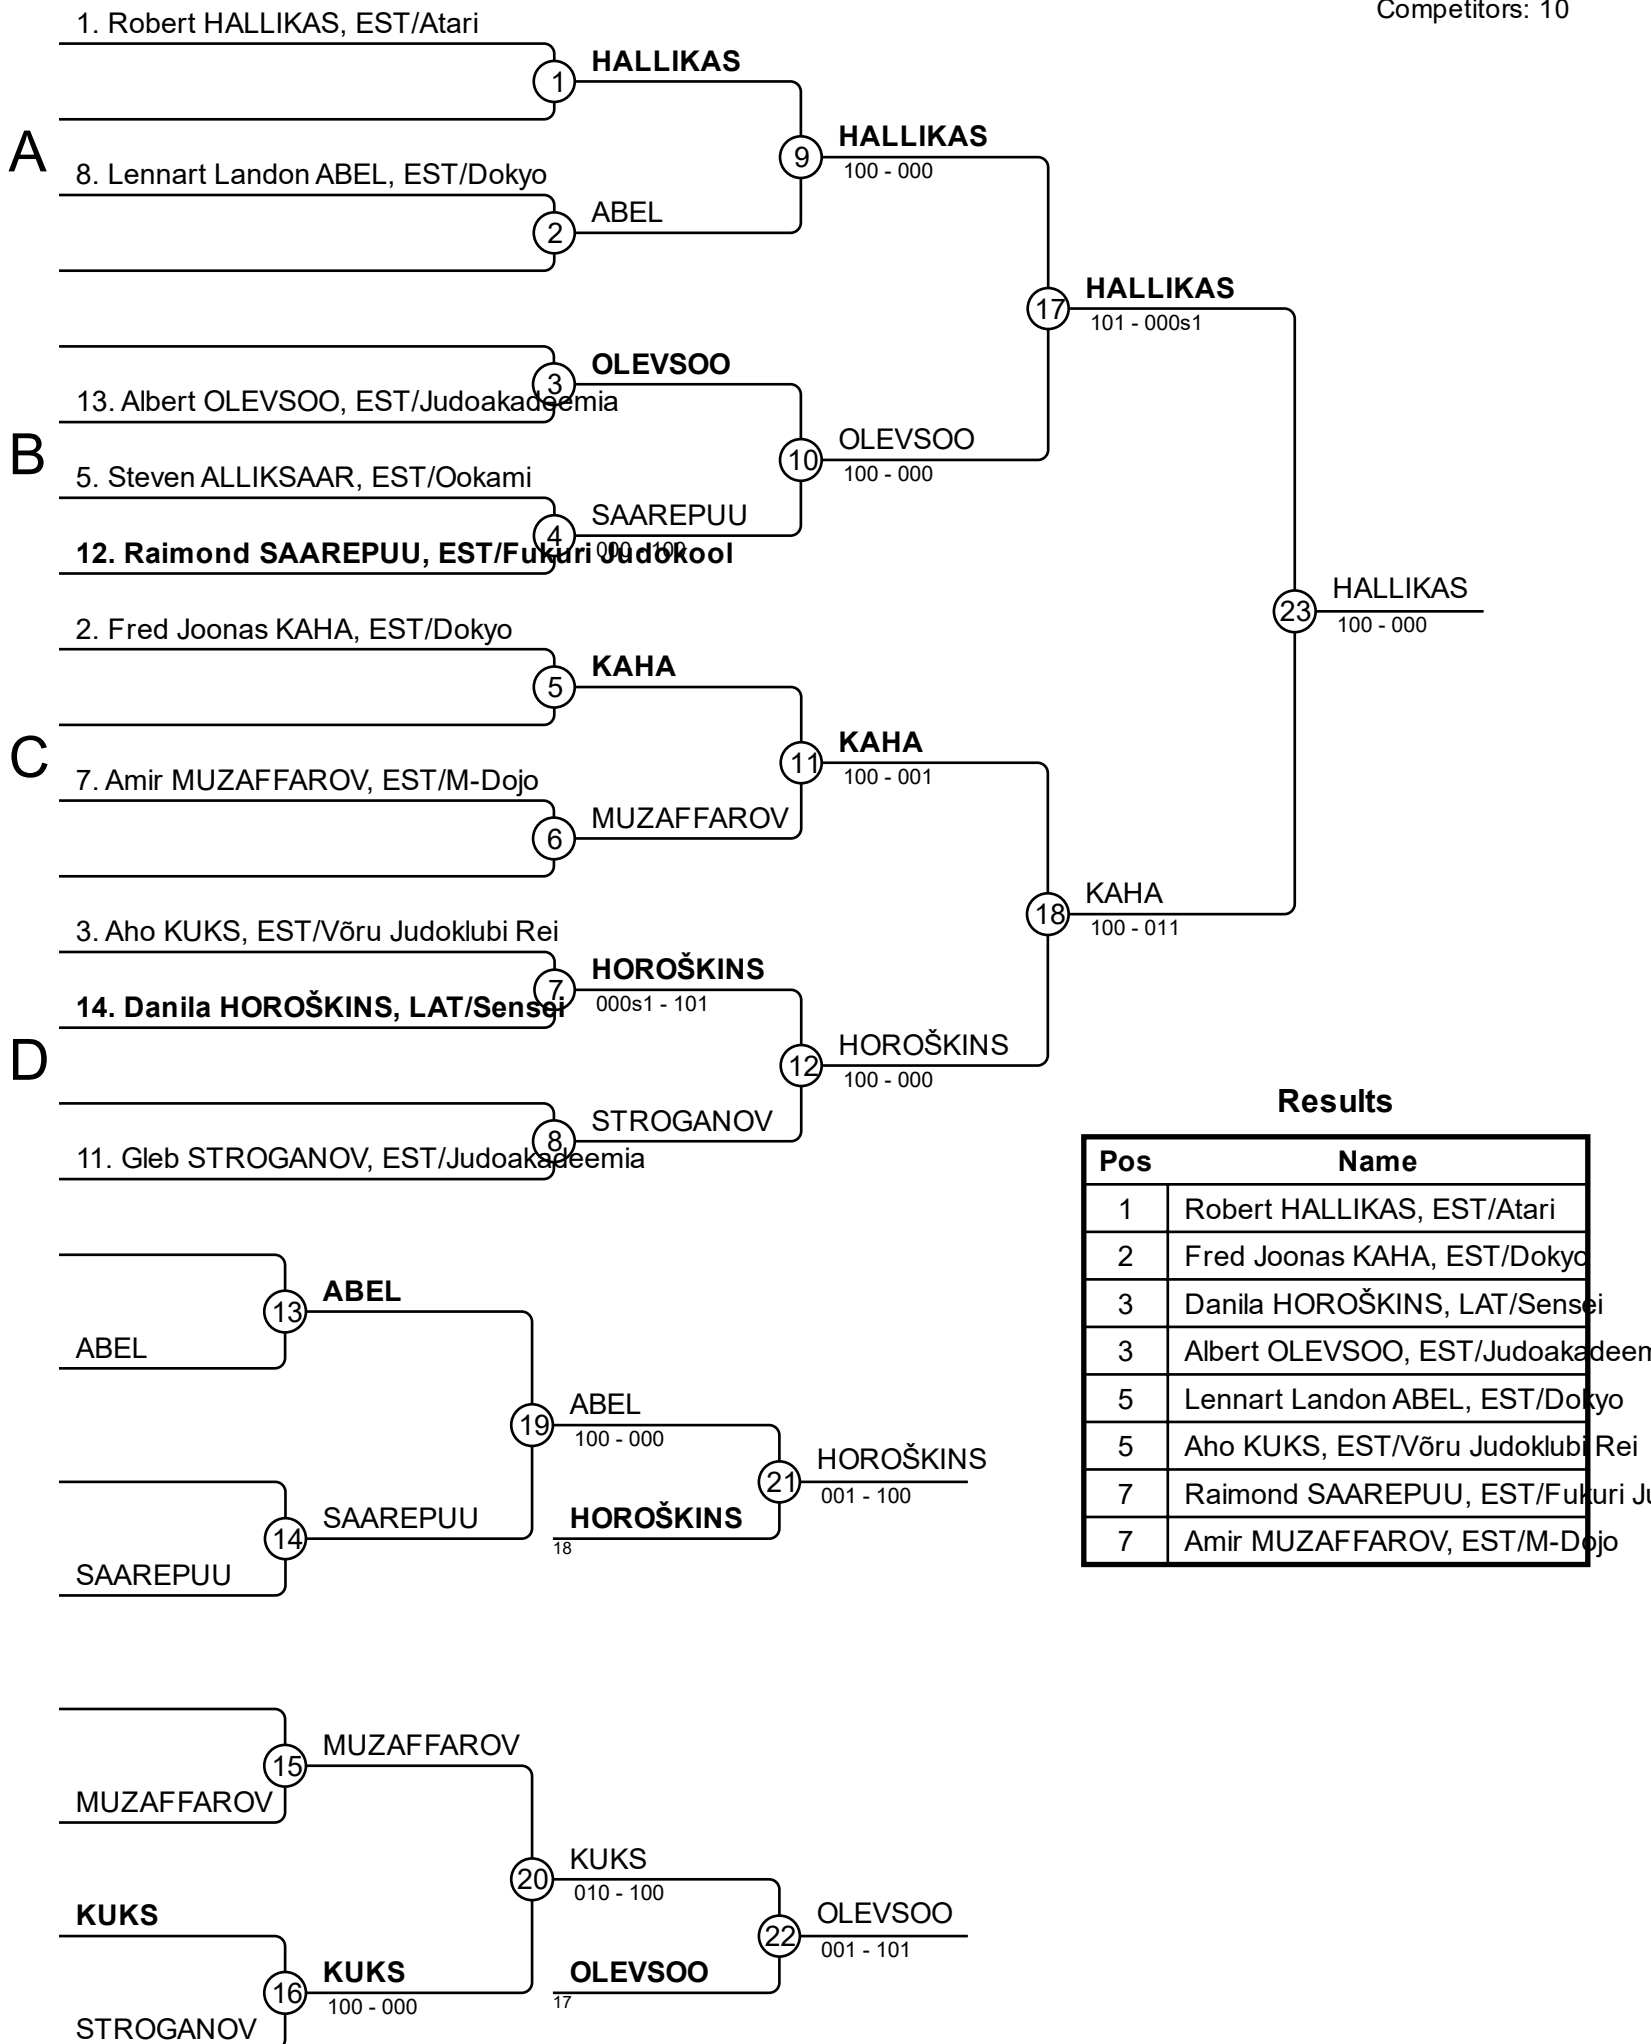 Competitors: 10
1. Robert HALLIKAS, EST/Atari
1
HALLIKAS
A
9
HALLIKAS
100 - 000
8. Lennart Landon ABEL, EST/Dokyo
2
ABEL
17
HALLIKAS
101 - 000s1
3
OLEVSOO
13. Albert OLEVSOO, EST/Judoakadeemia
B
10
OLEVSOO
100 - 000
5. Steven ALLIKSAAR, EST/Ookami
4
SAAREPUU
000 - 100
12. Raimond SAAREPUU, EST/Fukuri Judokool
23
HALLIKAS
100 - 000
2. Fred Joonas KAHA, EST/Dokyo
5
KAHA
C
11
KAHA
100 - 001
7. Amir MUZAFFAROV, EST/M-Dojo
6
MUZAFFAROV
18
KAHA
100 - 011
3. Aho KUKS, EST/Võru Judoklubi Rei
7
HOROŠKINS
000s1 - 101
14. Danila HOROŠKINS, LAT/Sensei
D
12
HOROŠKINS
100 - 000
8
STROGANOV
11. Gleb STROGANOV, EST/Judoakadeemia
Results
Pos Name
1 Robert HALLIKAS, EST/Atari
2 Fred Joonas KAHA, EST/Dokyo
3 Danila HOROŠKINS, LAT/Sensei
3 Albert OLEVSOO, EST/Judoakadeem
5 Lennart Landon ABEL, EST/Dokyo
5 Aho KUKS, EST/Võru Judoklubi Rei
7 Raimond SAAREPUU, EST/Fukuri Ju
7 Amir MUZAFFAROV, EST/M-Dojo
13
ABEL
ABEL
19
ABEL
100 - 000
21
HOROŠKINS
001 - 100
14
SAAREPUU
HOROŠKINS
18
SAAREPUU
15
MUZAFFAROV
MUZAFFAROV
20
KUKS
010 - 100
KUKS
22
OLEVSOO
001 - 101
16
KUKS
100 - 000
OLEVSOO
17
STROGANOV